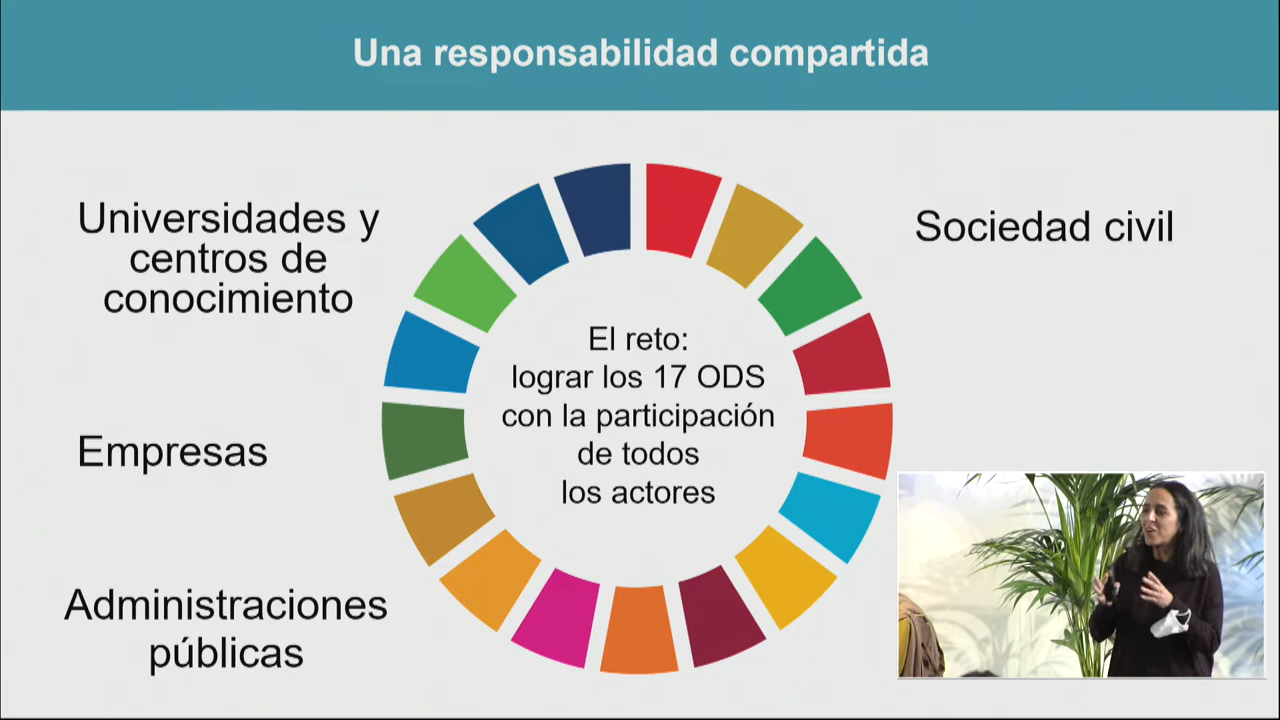 Una responsabilidad compartida
Universidades y
centros de
conocimiento
Sociedad civil
El reto:
lograr los 17 ODS
con la participación
de todos
los actores
Empresas
Administraciones
públicas